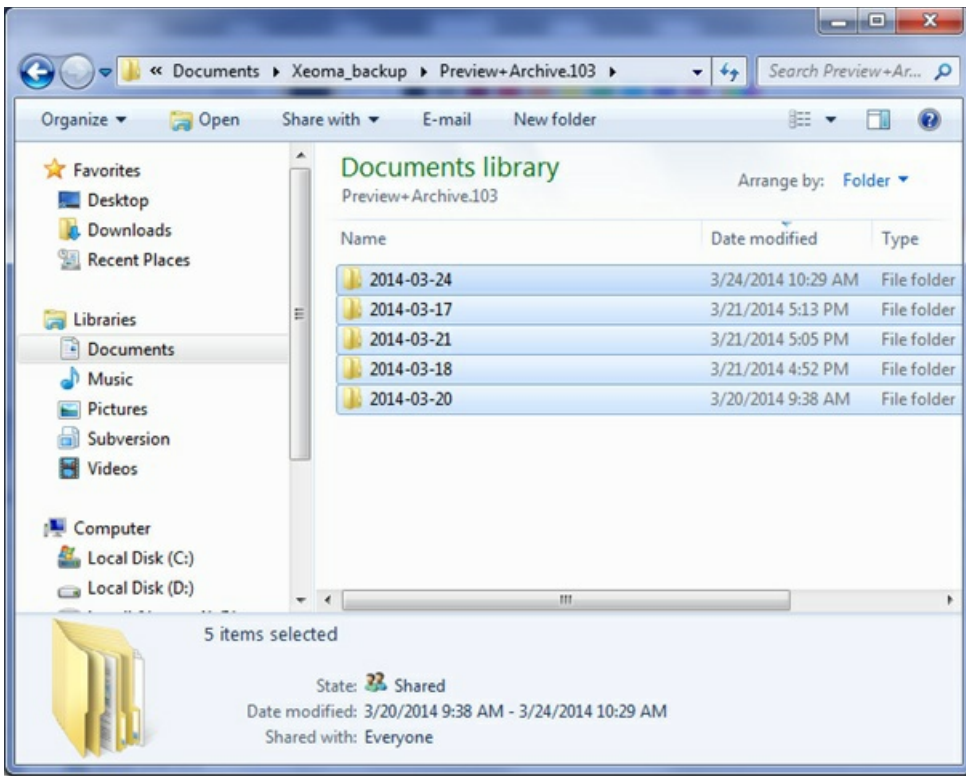 « Documents ▸ Xeoma_backup ▸ Preview+Archive.103 ▸
Search Preview+Ar...
Organize Open Share with E-mail New folder
Favorites
Desktop
Downloads
Recent Places
Libraries
Documents
Music
Pictures
Subversion
Videos
Computer
Local Disk (C:)
Local Disk (D:)
Documents library
Preview+Archive.103
Arrange by: Folder
Name Date modified Type
2014-03-24 3/24/2014 10:29 AM File folder
2014-03-17 3/21/2014 5:13 PM File folder
2014-03-21 3/21/2014 5:05 PM File folder
2014-03-18 3/21/2014 4:52 PM File folder
2014-03-20 3/20/2014 9:38 AM File folder
5 items selected
State: Shared
Date modified: 3/20/2014 9:38 AM - 3/24/2014 10:29 AM
Shared with: Everyone